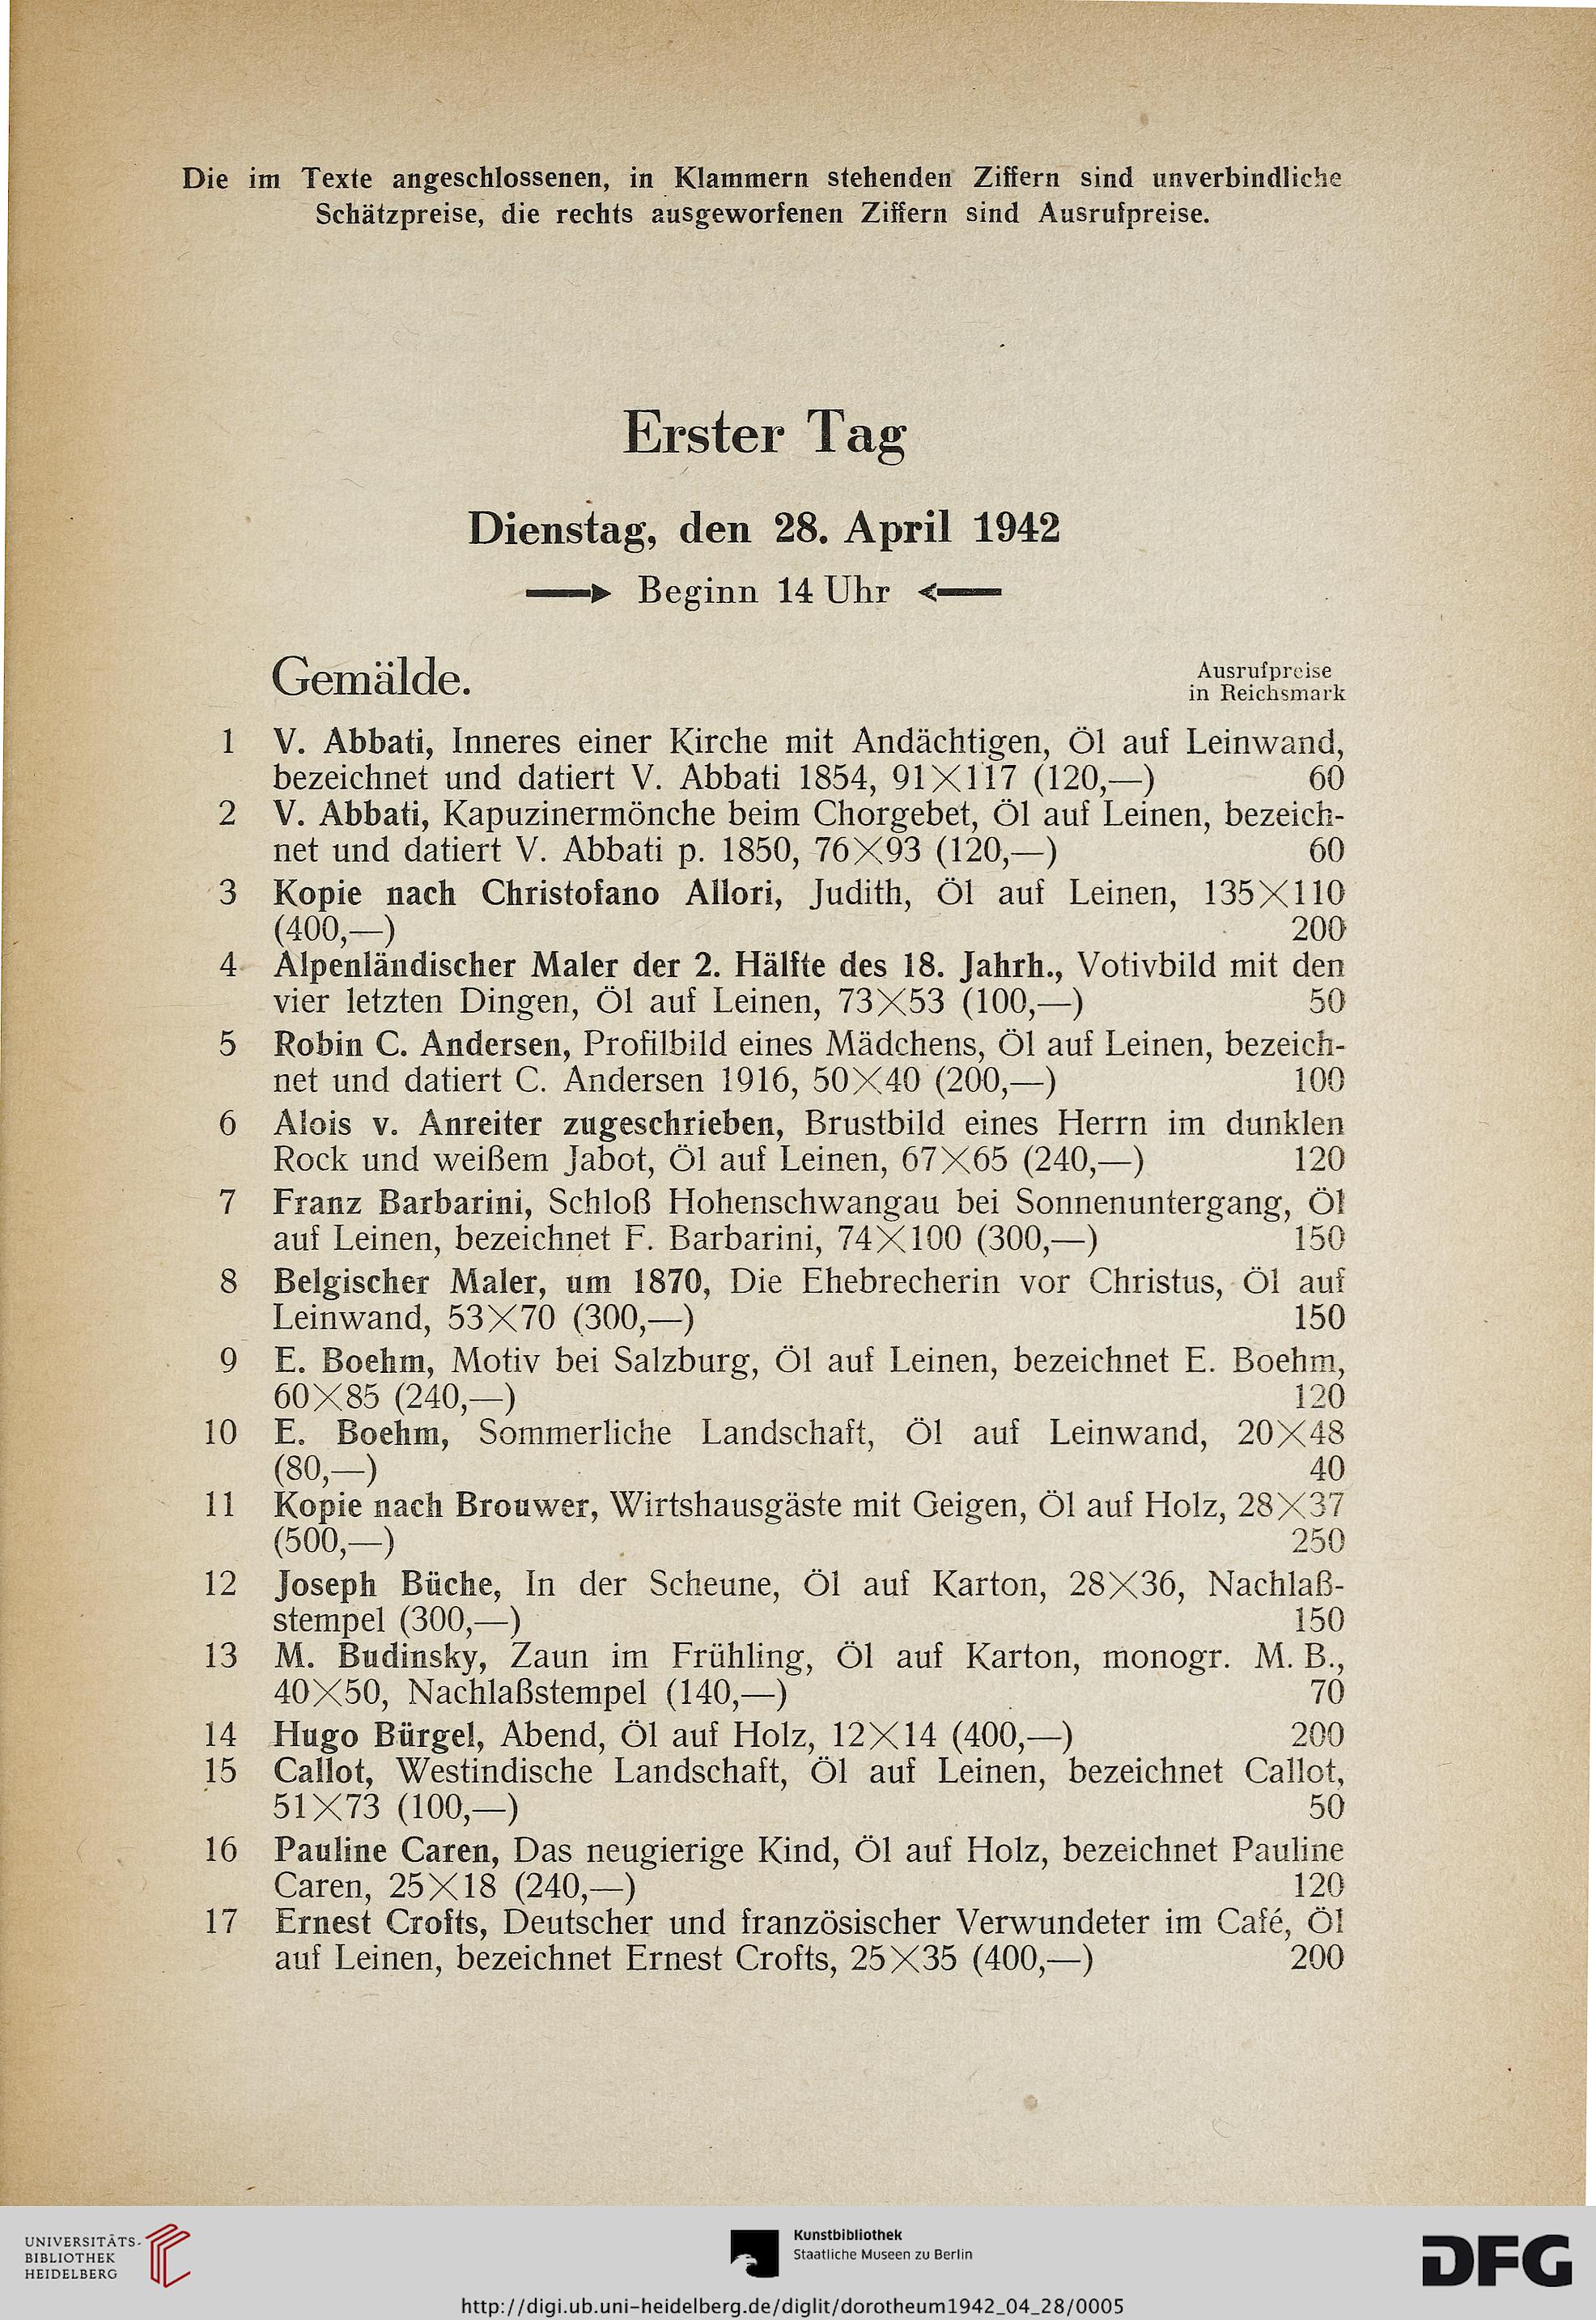 Die im Texte angeschlossenen, in Klammern stehenden Ziffern sind unverbindliche
Schätzpreise, die rechts ausgeworfenen Ziffern sind Ausrufpreise.
Erster Tag
Dienstag, den 28. April 1942
Beginn 14 Uhr
Gemälde.
Ausrufpreise
in Reichsmark
1 V. Abbati, Inneres einer Kirche mit Andächtigen, Öl auf Leinwand,
bezeichnet und datiert V. Abbati 1854, 91×117 (120,—) 60
2 V. Abbati, Kapuzinermönche beim Chorgebet, Öl auf Leinen, bezeich-
net und datiert V. Abbati p. 1850, 76×93 (120,—) 60
3 Kopie nach Christofano Allori, Judith, Öl auf Leinen, 135×110
(400,—) 200
4 Alpenländischer Maler der 2. Hälfte des 18. Jahrh., Votivbild mit den
vier letzten Dingen, Öl auf Leinen, 73×53 (100,—) 50
5 Robin C. Andersen, Profilbild eines Mädchens, Öl auf Leinen, bezeich-
net und datiert C. Andersen 1916, 50×40 (200,—) 100
6 Alois v. Anreiter zugeschrieben, Brustbild eines Herrn im dunklen
Rock und weißem Jabot, Öl auf Leinen, 67×65 (240,—) 120
7 Franz Barbarini, Schloß Hohenschwangau bei Sonnenuntergang, Öl
auf Leinen, bezeichnet F. Barbarini, 74×100 (300,—) 150
8 Belgischer Maler, um 1870, Die Ehebrecherin vor Christus, Öl auf
Leinwand, 53×70 (300,—) 150
9 E. Boehm, Motiv bei Salzburg, Öl auf Leinen, bezeichnet E. Boehm,
60×85 (240,—) 120
10 E. Boehm, Sommerliche Landschaft, Öl auf Leinwand, 20×48
(80,—) 40
11 Kopie nach Brouwer, Wirtshausgäste mit Geigen, Öl auf Holz, 28×37
(500,—) 250
12 Joseph Büche, In der Scheune, Öl auf Karton, 28×36, Nachlaß-
stempel (300,—) 150
13 M. Budinsky, Zaun im Frühling, Öl auf Karton, monogr. M. B.,
40×50, Nachlaßstempel (140,—) 70
14 Hugo Bürgel, Abend, Öl auf Holz, 12×14 (400,—) 200
15 Callot, Westindische Landschaft, Öl auf Leinen, bezeichnet Callot,
51×73 (100,—) 50
16 Pauline Caren, Das neugierige Kind, Öl auf Holz, bezeichnet Pauline
Caren, 25×18 (240,—) 120
17 Ernest Crofts, Deutscher und französischer Verwundeter im Café, Öl
auf Leinen, bezeichnet Ernest Crofts, 25×35 (400,—) 200
UNIVERSITÄTS-
BIBLIOTHEK
HEIDELBERG
Kunstbibliothek
Staatliche Museen zu Berlin
DFG
http://digi.ub.uni-heidelberg.de/diglit/dorotheum1942_04_28/0005